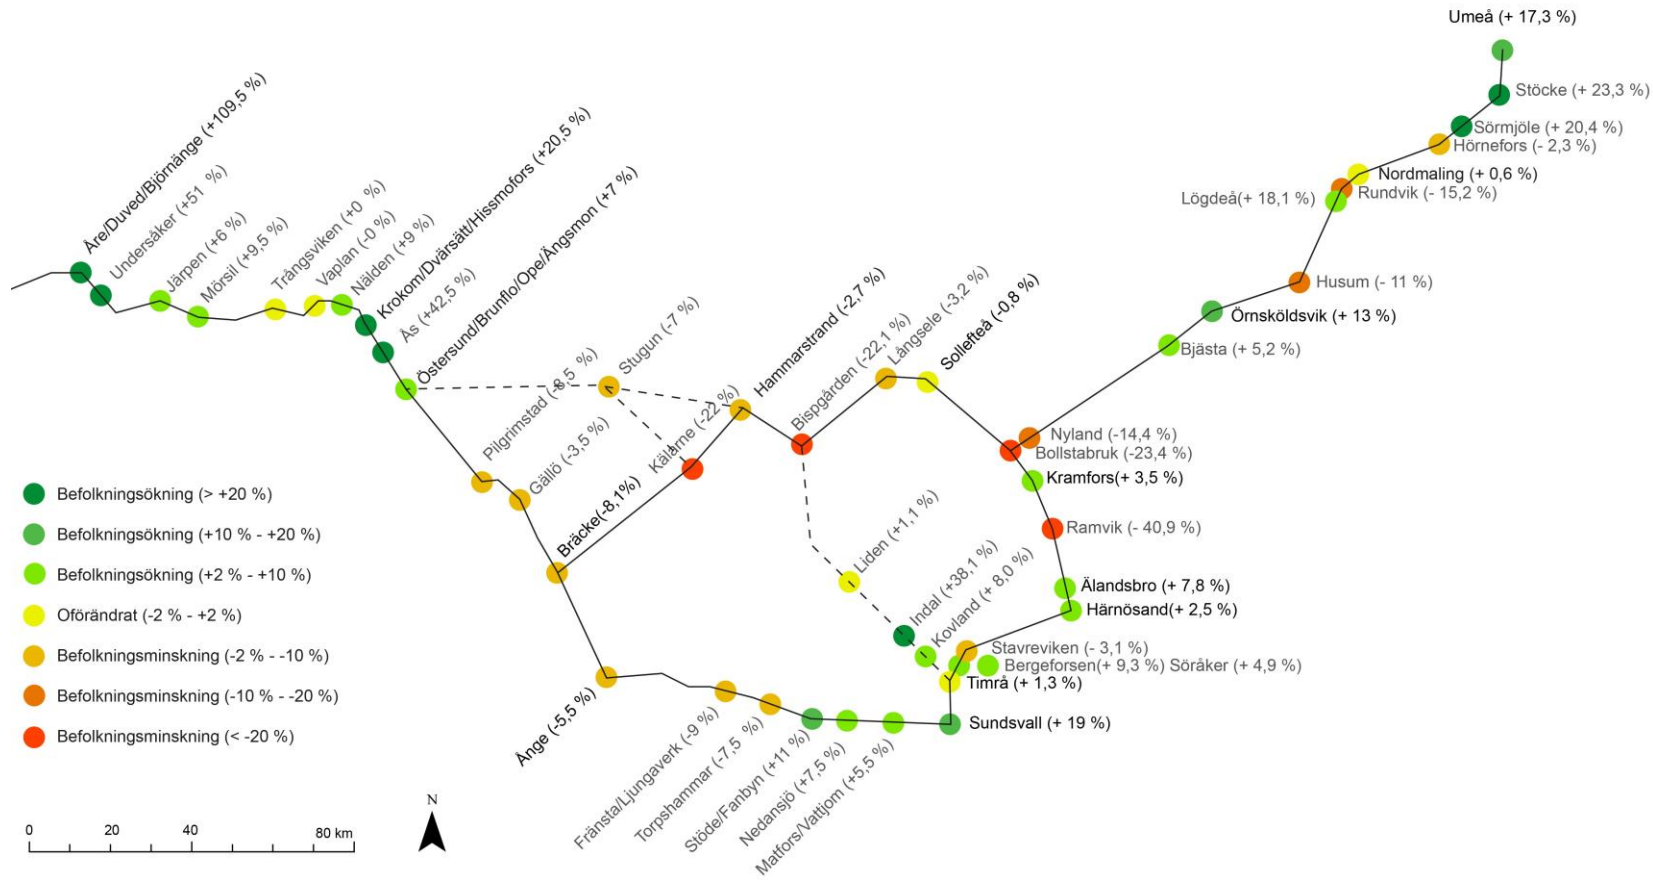 Umeå (+ 17,3 %)
Stöcke (+ 23,3 %)
Sörmjöle (+ 20,4 %)
Hörnefors (- 2,3 %)
Nordmaling (+ 0,6 %)
Rundvik (- 15,2 %)
Lögdeå(+ 18,1 %)
Husum (- 11 %)
Örnsköldsvik (+ 13 %)
Bjästa (+ 5,2 %)
Åre/Duved/Björnänge (+109,5 %)
Undersåker (+51 %)
Järpen (+6 %)
Mörsil (+9,5 %)
Trångsviken (+0 %)
Vaplan (-0 %)
Nälden (+9 %)
Krokom/Dvärsätt/Hissmofors (+20,5 %)
Ås (+42,5 %)
Östersund/Brunflo/Ope/Ängsmon (+7 %)
Pilgrimstad (-8,5 %)
Gällö (-3,5 %)
Stugun (-7 %)
Kälarne (-22 %)
Bräcke(-8,1%)
Hammarstrand (-2,7 %)
Bispgården (-22,1 %)
Långsele (-3,2 %)
Sollefteå (-0,8 %)
Nyland (-14,4 %)
Bollstabruk (-23,4 %)
Kramfors(+ 3,5 %)
Ramvik (- 40,9 %)
Älandsbro (+ 7,8 %)
Härnösand(+ 2,5 %)
Liden (+1,1 %)
Indal (+38,1 %)
Kovland (+ 8,0 %)
Stavreviken (- 3,1 %)
Bergeforsen(+ 9,3 %) Söråker (+ 4,9 %)
Timrå (+ 1,3 %)
Sundsvall (+ 19 %)
Ånge (-5,5 %)
Fränsta/Ljungaverk (-9 %)
Torpshammar (-7,5 %)
Stöde/Fanbyn (+11 %)
Nedansjö (+7,5 %)
Matfors/Vattjom (+5,5 %)
Befolkningsökning (> +20 %)
Befolkningsökning (+10 % - +20 %)
Befolkningsökning (+2 % - +10 %)
Oförändrat (-2 % - +2 %)
Befolkningsminskning (-2 % - -10 %)
Befolkningsminskning (-10 % - -20 %)
Befolkningsminskning (< -20 %)
0 20 40 80 km
N